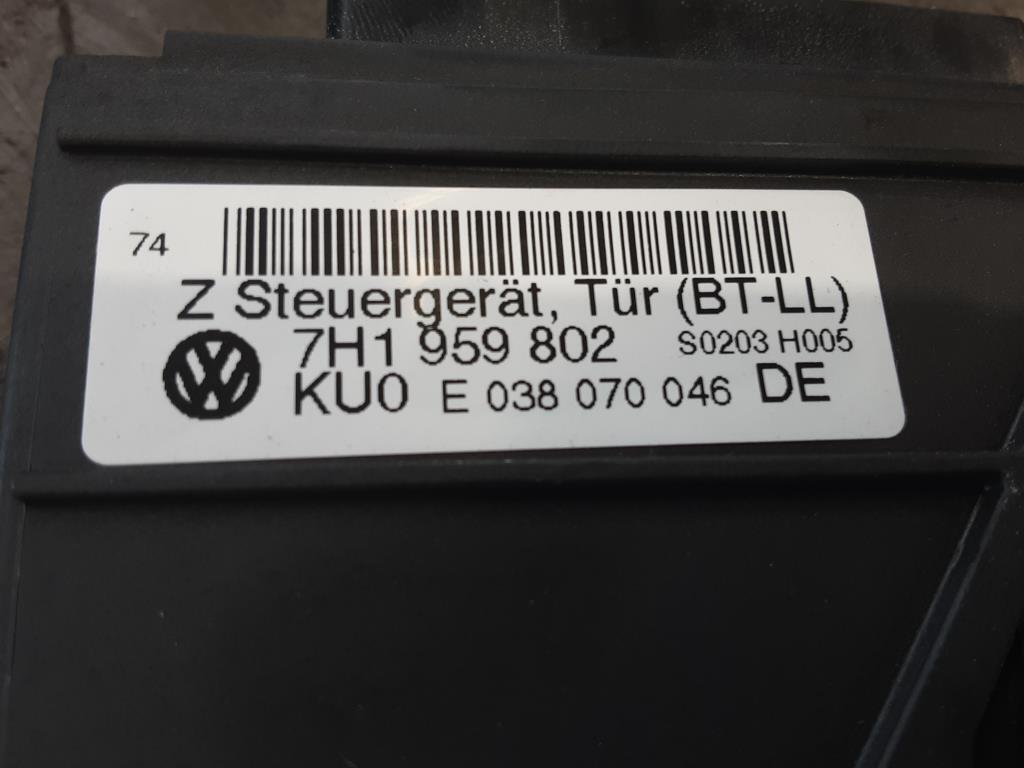 74
Z Steuergerät, Tür (BT-LL)
7H1 959 802 S0203 H005
KU0 E 038 070 046 DE